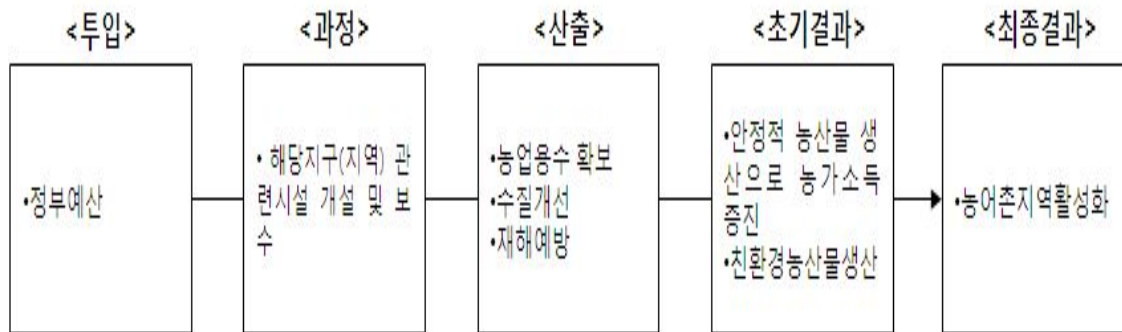 <투입>
<과정>
<산출>
<초기결과>
<최종결과>
•정부예산
• 해당지구(지역) 관
련시설 개설 및 보
수
•농업용수 확보
•수질개선
•재해예방
•안정적 농산물 생
산으로 농가소득
증진
•친환경농산물생산
•농어촌지역활성화